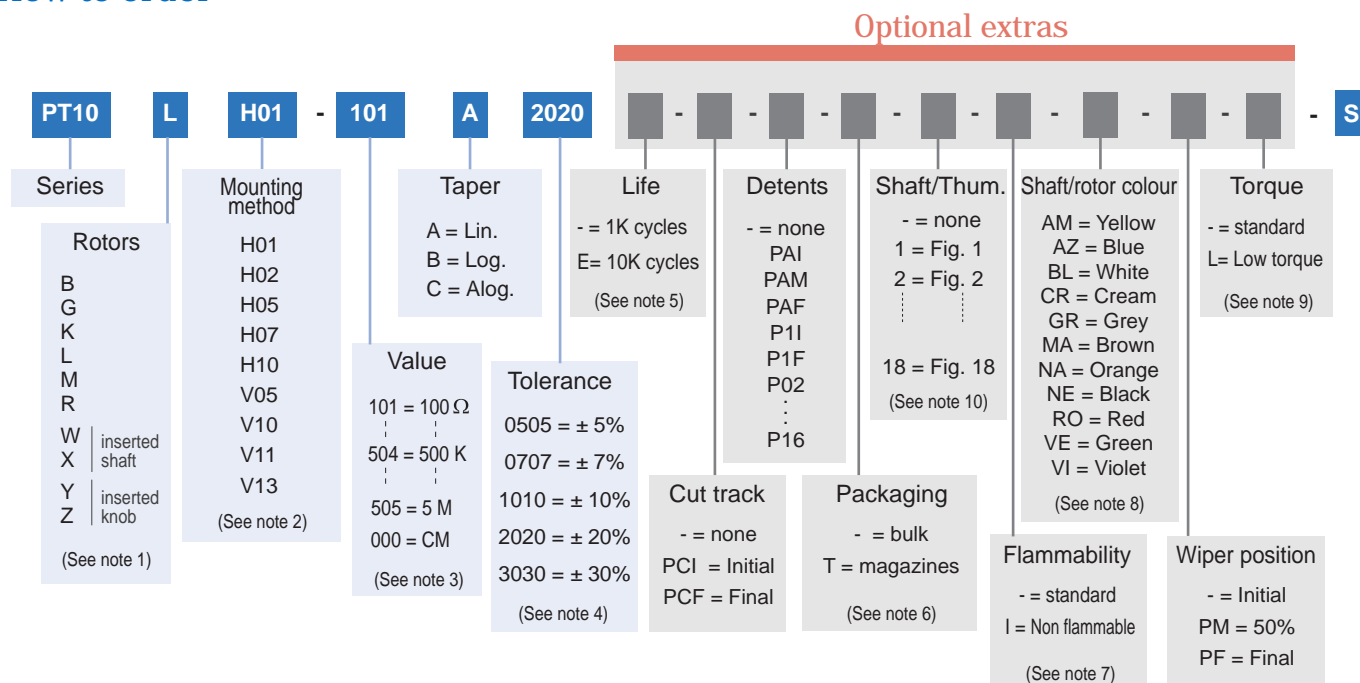 Optional extras
PT10 L H01 - 101 A 2020 - - - - - - - - - S
Series
Rotors
B
G
K
L
M
R
W
X
inserted
shaft
Y
Z
inserted
knob
(See note 1)
Mounting
method
H01
H02
H05
H07
H10
V05
V10
V11
V13
(See note 2)
Value
101 = 100 Ω
504 = 500 K
505 = 5 M
000 = CM
(See note 3)
Taper
A = Lin.
B = Log.
C = Alog.
Tolerance
0505 = ± 5%
0707 = ± 7%
1010 = ± 10%
2020 = ± 20%
3030 = ± 30%
(See note 4)
Life
- = 1K cycles
E= 10K cycles
(See note 5)
Cut track
- = none
PCI = Initial
PCF = Final
Detents
- = none
PAI
PAM
PAF
P1I
P1F
P02
:
P16
Packaging
- = bulk
T = magazines
(See note 6)
Shaft/Thum.
- = none
1 = Fig. 1
2 = Fig. 2
18 = Fig. 18
(See note 10)
Flammability
- = standard
I = Non flammable
(See note 7)
Shaft/rotor colour
AM = Yellow
AZ = Blue
BL = White
CR = Cream
GR = Grey
MA = Brown
NA = Orange
NE = Black
RO = Red
VE = Green
VI = Violet
(See note 8)
Wiper position
- = Initial
PM = 50%
PF = Final
Torque
- = standard
L= Low torque
(See note 9)